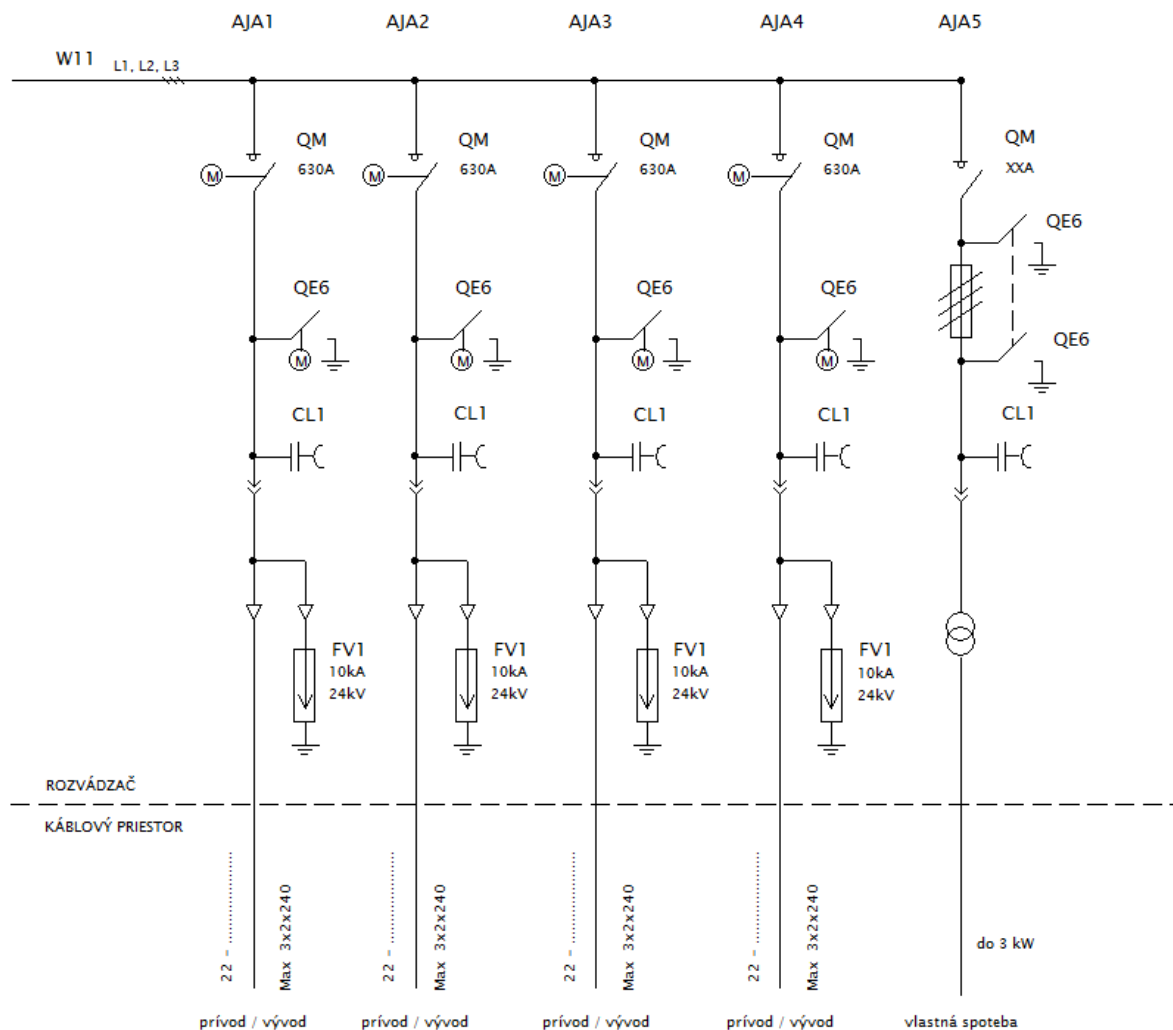 AJA1 AJA2 AJA3 AJA4 AJA5
W11 L1, L2, L3
QM QM QM QM QM
630A 630A 630A 630A XXA
M M M M
QE6
QE6 QE6 QE6 QE6
M M M M
QE6
CL1 CL1 CL1 CL1 CL1
FV1 FV1 FV1 FV1
10kA 10kA 10kA 10kA
24kV 24kV 24kV 24kV
ROZVÁDZAČ
KÁBLOVÝ PRIESTOR
22 - ..................
Max 3x2x240
22 - ..................
Max 3x2x240
22 - ..................
Max 3x2x240
22 - ..................
Max 3x2x240
do 3 kW
prívod / vývod prívod / vývod prívod / vývod prívod / vývod vlastná spoteba